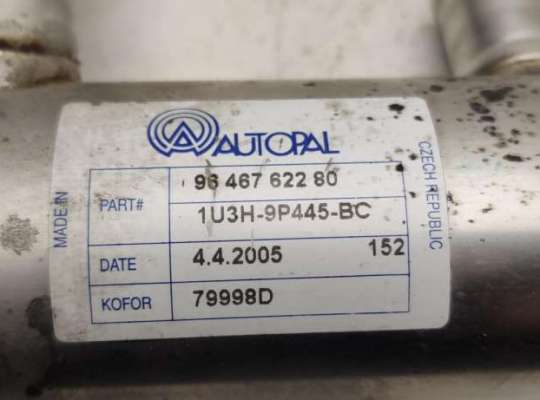 AUTOPAL
MADE IN
CZECH REPUBLIC
PART#
96 467 622 80
1U3H-9P445-BC
DATE 4.4.2005 152
KOFOR 79998D